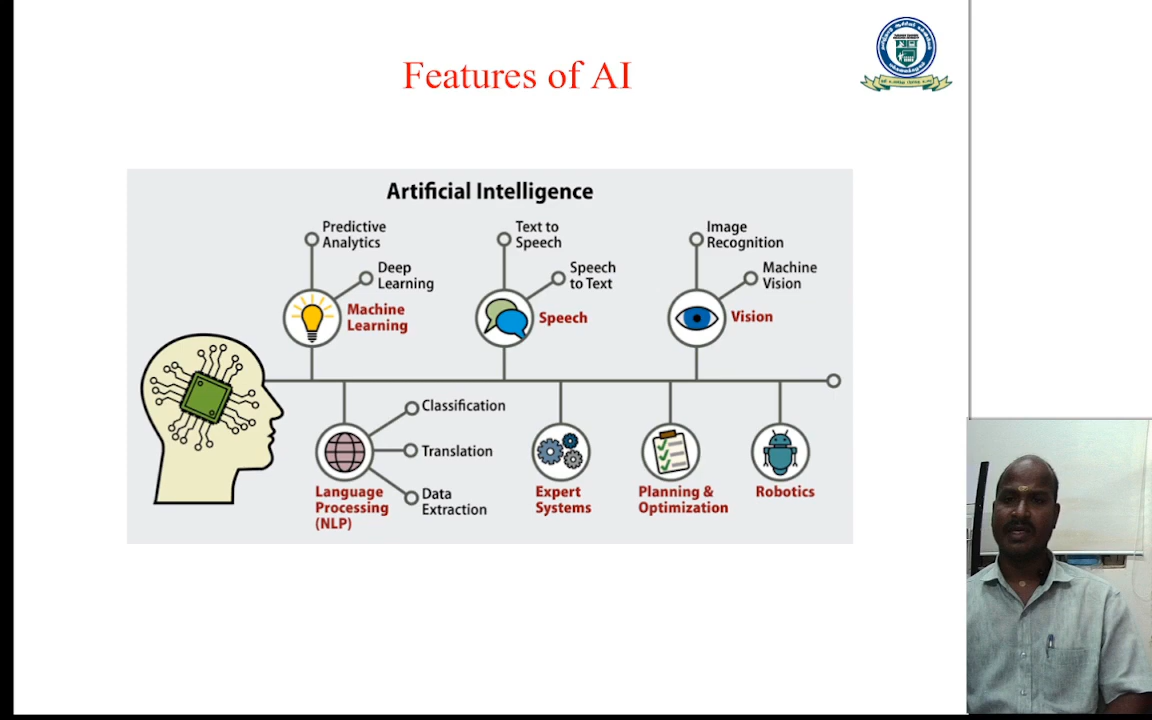 Features of AI
Artificial Intelligence
Predictive
Analytics
Deep
Learning
Machine
Learning
Text to
Speech
Speech
to Text
Speech
Image
Recognition
Machine
Vision
Vision
Classification
Translation
Data
Extraction
Language
Processing
(NLP)
Expert
Systems
Planning &
Optimization
Robotics